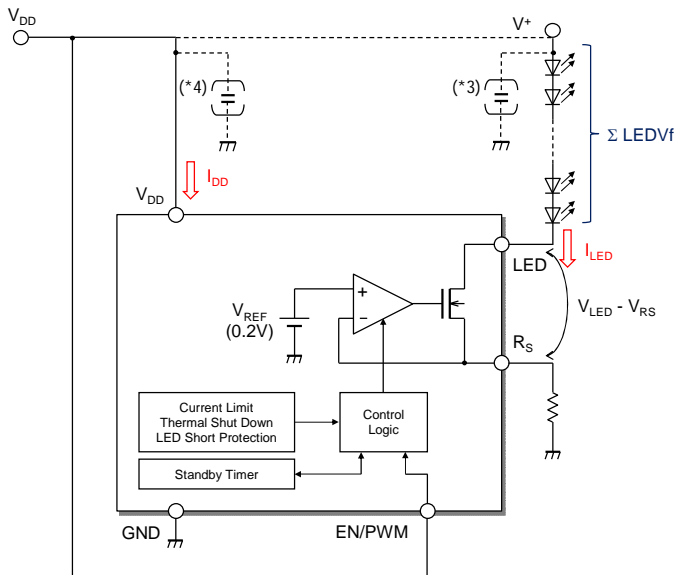 VDD
V+
(*4)
(*3)
Σ LEDVf
IDD
VDD
LED
ILED
VREF
(0.2V)
+
−
VLED - VRS
RS
Current Limit
Thermal Shut Down
LED Short Protection
Control
Logic
Standby Timer
GND
EN/PWM